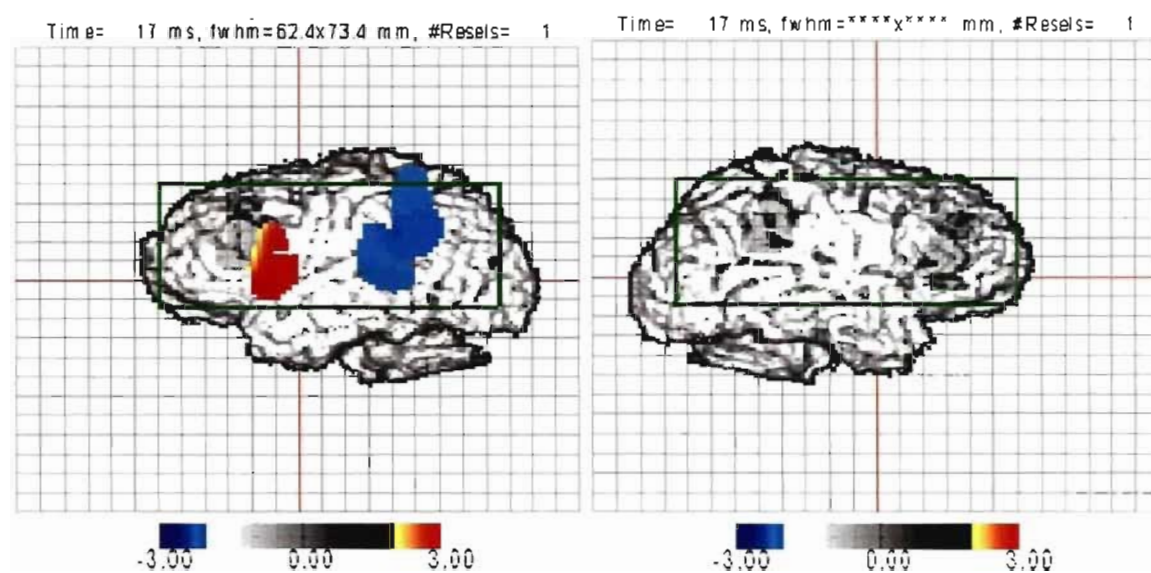 Time= 17 ms, fwhm=62.4x73.4 mm, #Resels= 1
Time= 17 ms, fwhm=****x**** mm, #Resels= 1
-3.00 0.00 3.00
-3.00 0.00 3.00